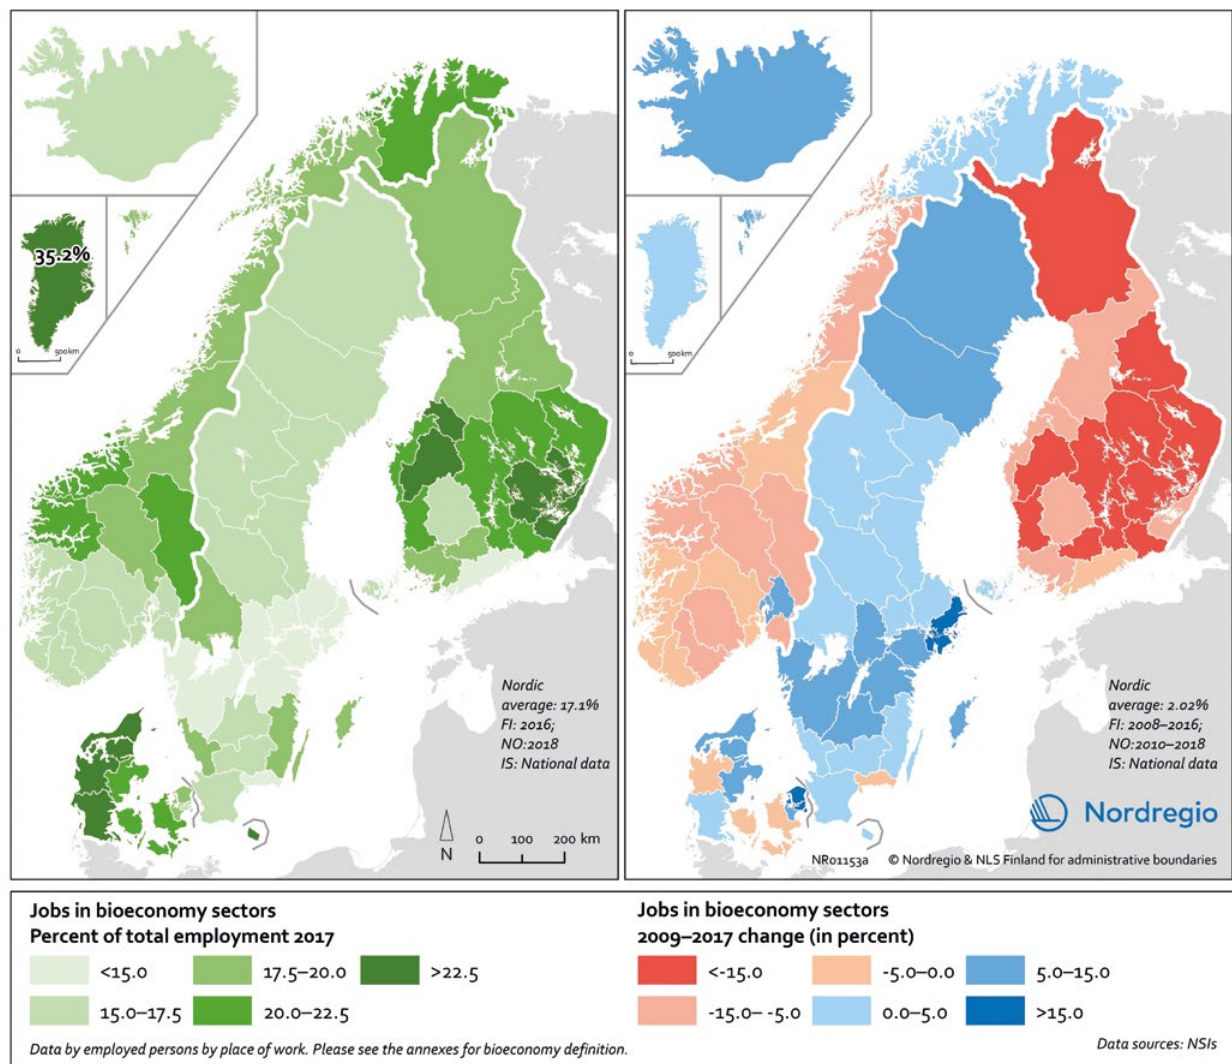 35.2%
0 500km
Nordic
average: 17.1%
FI: 2016;
NO:2018
IS: National data
N
0 100 200 km
0 500km
Nordic
average: 2.02%
FI: 2008–2016;
NO:2010–2018
IS: National data
Nordregio
NR01153a © Nordregio & NLS Finland for administrative boundaries
Jobs in bioeconomy sectors
Percent of total employment 2017
<15.0 17.5–20.0 >22.5
15.0–17.5 20.0–22.5
Data by employed persons by place of work. Please see the annexes for bioeconomy definition.
Jobs in bioeconomy sectors
2009–2017 change (in percent)
<-15.0 -5.0–0.0 5.0–15.0
-15.0– -5.0 0.0–5.0 >15.0
Data sources: NSIs